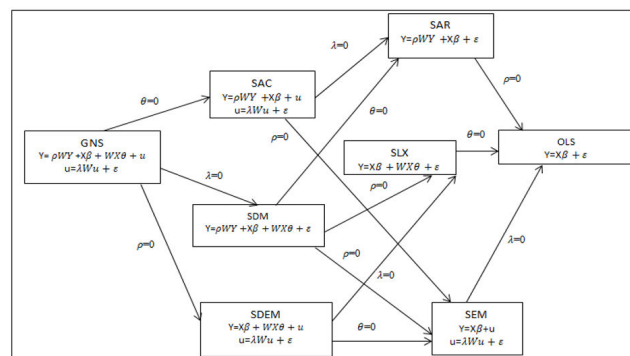 SAR
Y=ρWY +Xβ + ε
λ=0
SAC
Y=ρWY +Xβ + u
u=λWu + ε
θ=0
ρ=0
θ=0
GNS
Y= ρWY +Xβ + WXθ + u
u=λWu + ε
ρ=0
SLX
Y=Xβ + WXθ + ε
θ=0
OLS
Y=Xβ + ε
λ=0
ρ=0
SDM
Y=ρWY +Xβ + WXθ + ε
ρ=0
ρ=0
λ=0
λ=0
SDEM
Y=Xβ + WXθ + u
u=λWu + ε
θ=0
SEM
Y=Xβ+u
u=λWu + ε